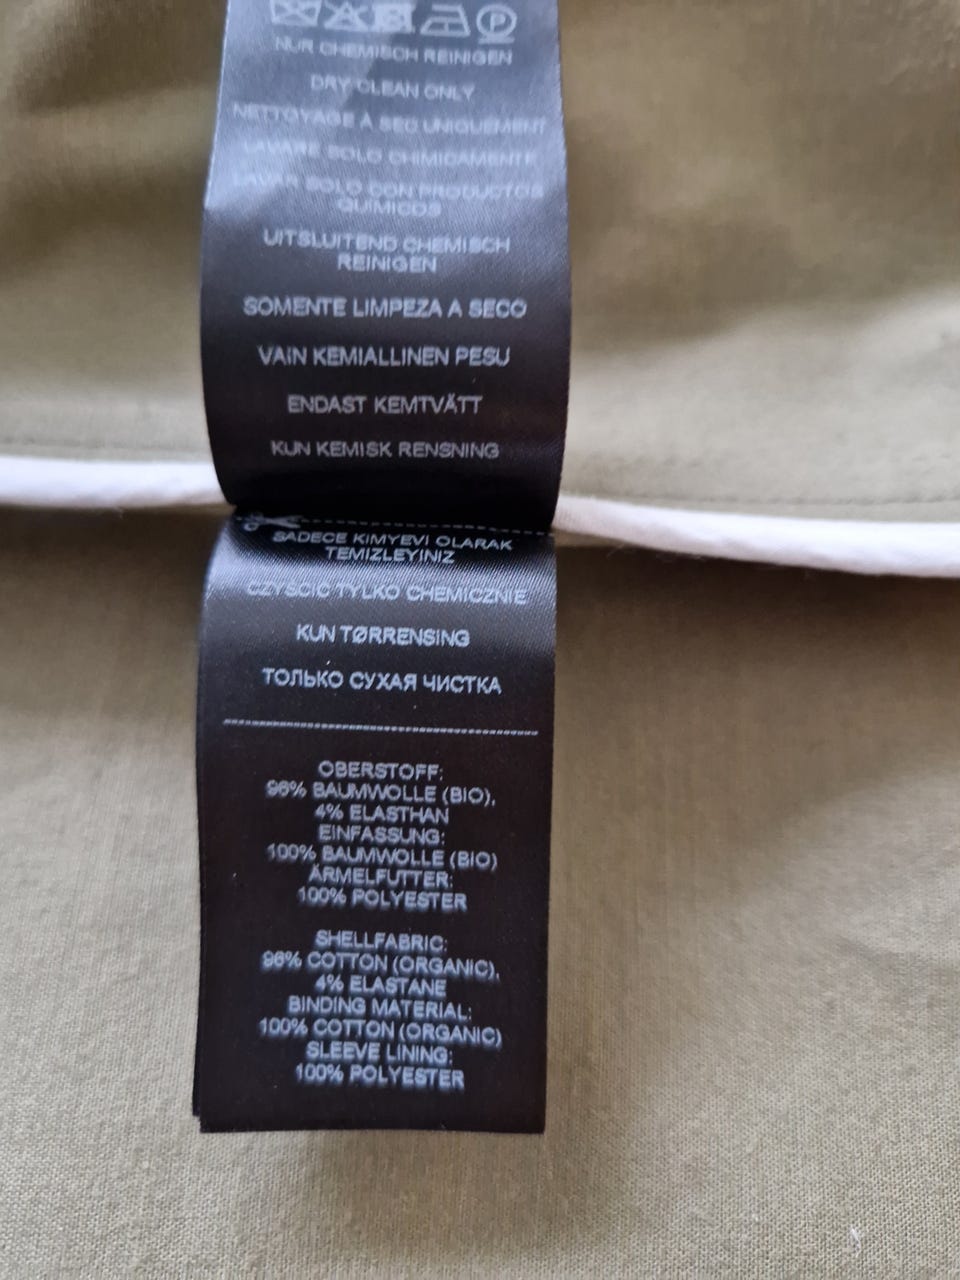 NUR CHEMISCH REINIGEN
DRY CLEAN ONLY
NETTOYAGE À SEC UNIQUEMENT
LAVARE SOLO CHIMIDAMENTE
LAVAR SOLO CON PRODUCTOS
QUIMICOS
UITSLUITEND CHEMISCH
REINIGEN
SOMENTE LIMPEZA A SECO
VAIN KEMIALLINEN PESU
ENDAST KEMTVÄTT
KUN KEMISK RENSNING
SADECE KIMYEVI OLARAK
TEMIZLEYINIZ
CZYSCIC TYLKO CHEMICZNIE
KUN TØRRENSING
ТОЛЬКО СУХАЯ ЧИСТКА
OBERSTOFF:
96% BAUMWOLLE (BIO),
4% ELASTHAN
EINFASSUNG:
100% BAUMWOLLE (BIO)
ÄRMELFUTTER:
100% POLYESTER
SHELLFABRIC:
96% COTTON (ORGANIC),
4% ELASTANE
BINDING MATERIAL:
100% COTTON (ORGANIC)
SLEEVE LINING:
100% POLYESTER